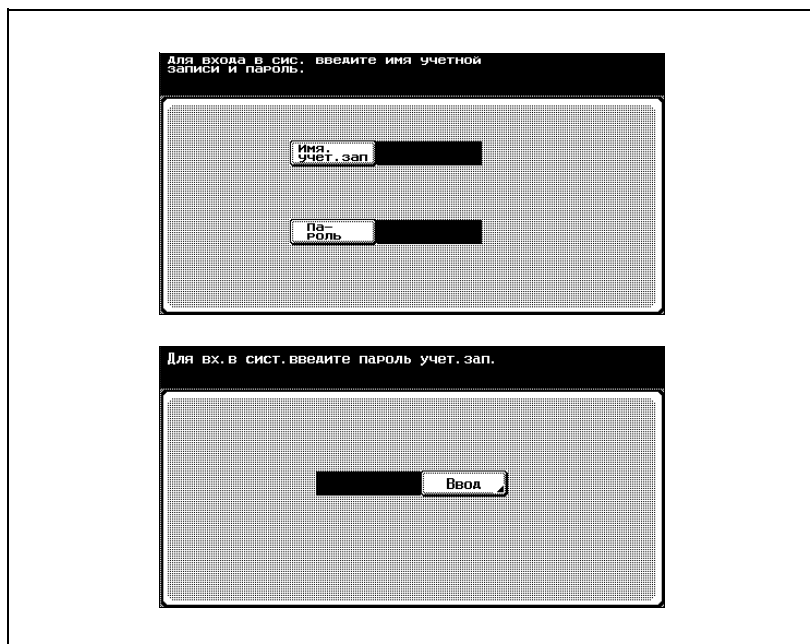 Для входа в сис. введите имя учетной
записи и пароль.
Имя.
учет.зап
Па-
роль
Для вх.в сист.введите пароль учет.зап.
Ввод